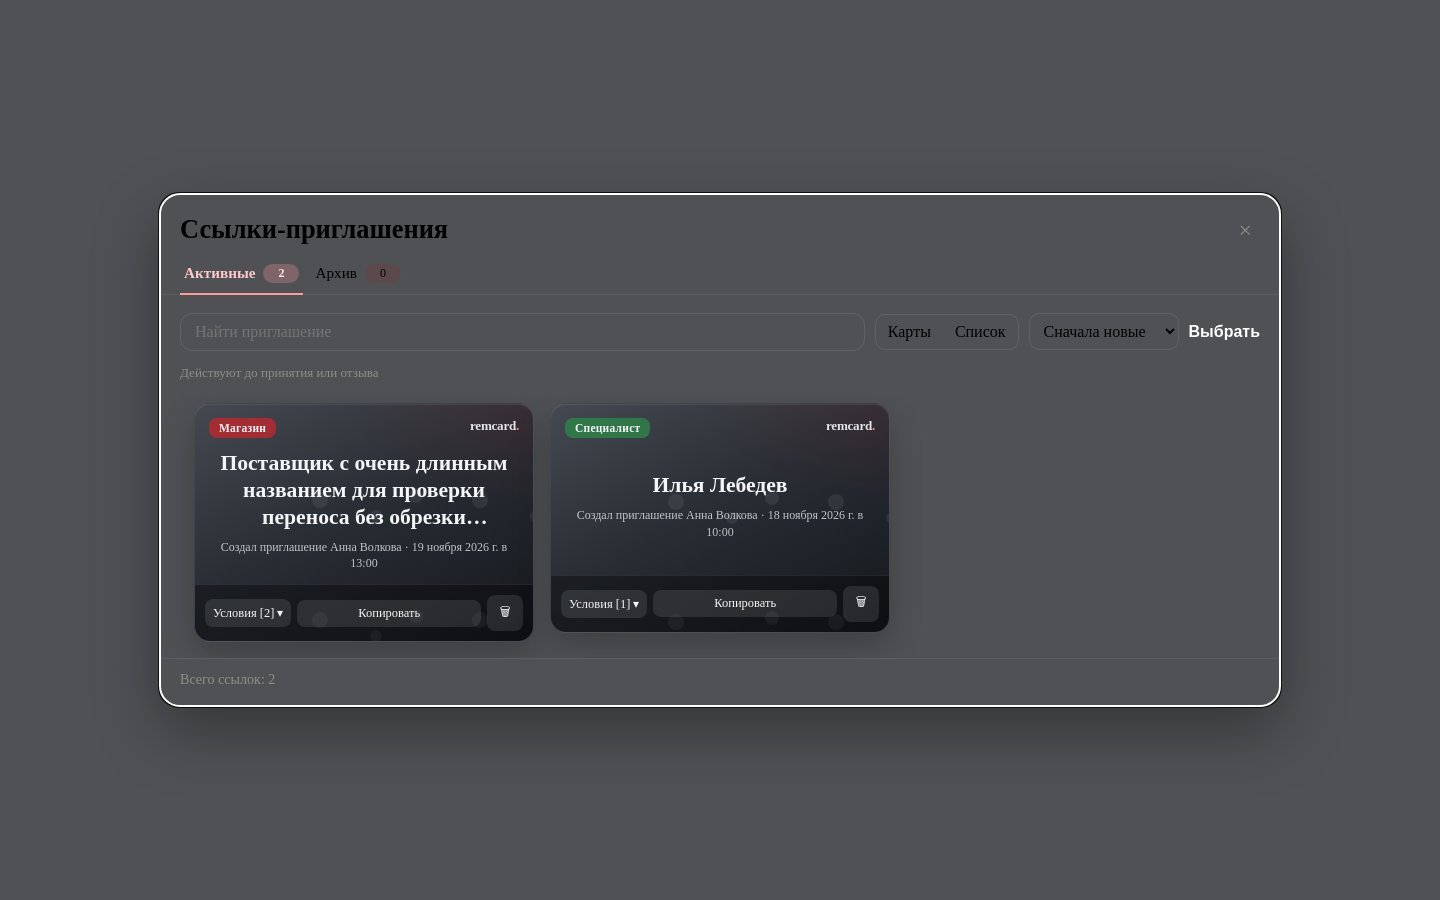 Ссылки-приглашения
×
Активные 2 Архив 0
Найти приглашение
Карты Список
Сначала новые
Выбрать
Действуют до принятия или отзыва
Магазин
remcard.
Поставщик с очень длинным
названием для проверки
переноса без обрезки…
Создал приглашение Анна Волкова · 19 ноября 2026 г. в
13:00
Условия [2] ▾
Копировать
Специалист
remcard.
Илья Лебедев
Создал приглашение Анна Волкова · 18 ноября 2026 г. в
10:00
Условия [1] ▾
Копировать
Всего ссылок: 2